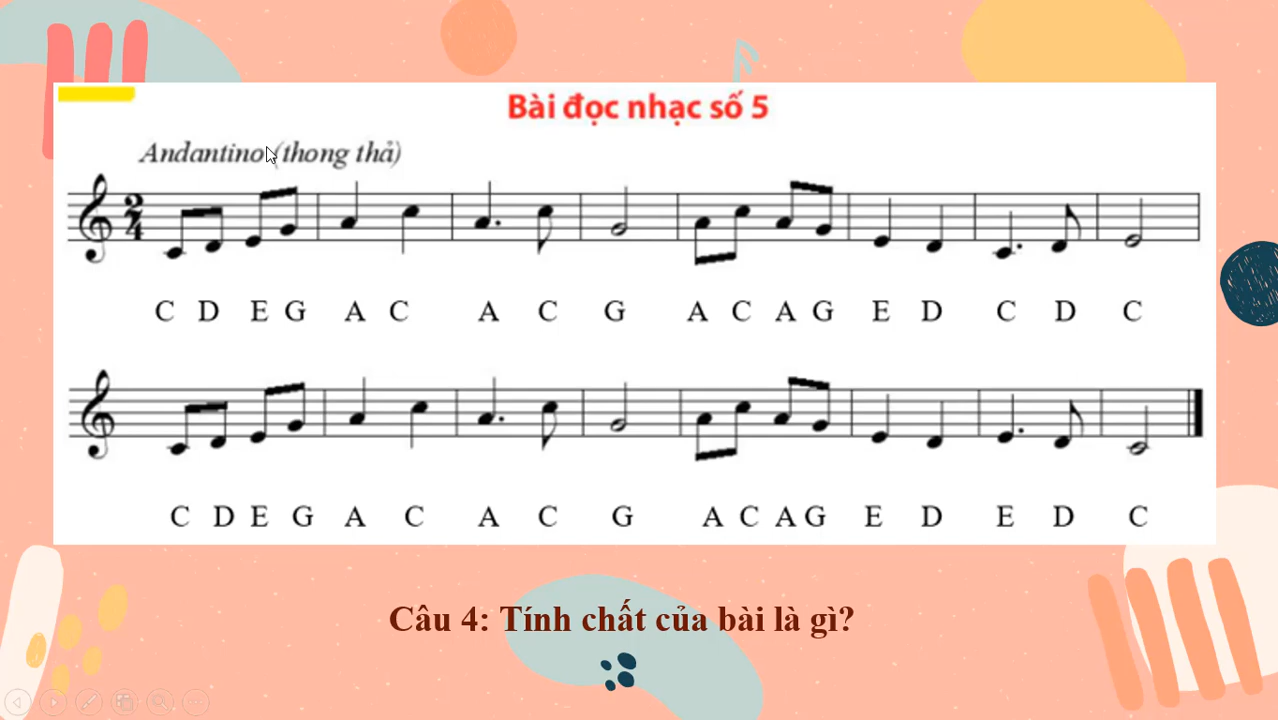 Bài đọc nhạc số 5
Andantino (thong thả)
2
4
C D E G A C A C G A C A G E D C D C
C D E G A C A C G A C A G E D E D C
Câu 4: Tính chất của bài là gì?